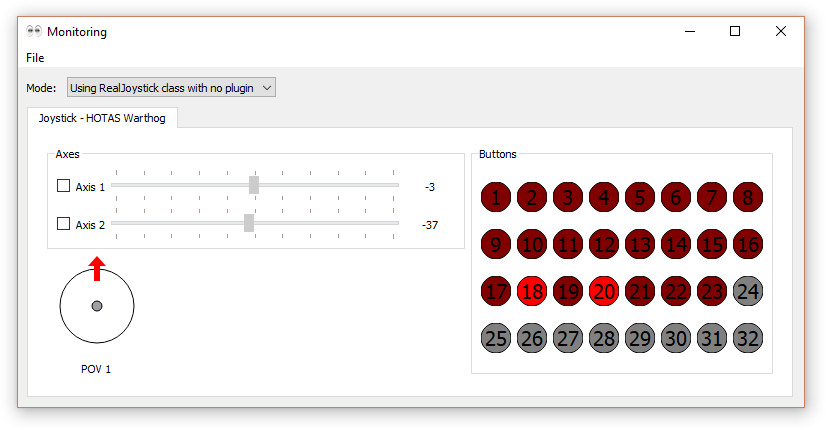 Monitoring
File
Mode: Using RealJoystick class with no plugin
Joystick - HOTAS Warthog
Axes
Axis 1 -3
Axis 2 -37
POV 1
Buttons
1 2 3 4 5 6 7 8
9 10 11 12 13 14 15 16
17 18 19 20 21 22 23 24
25 26 27 28 29 30 31 32